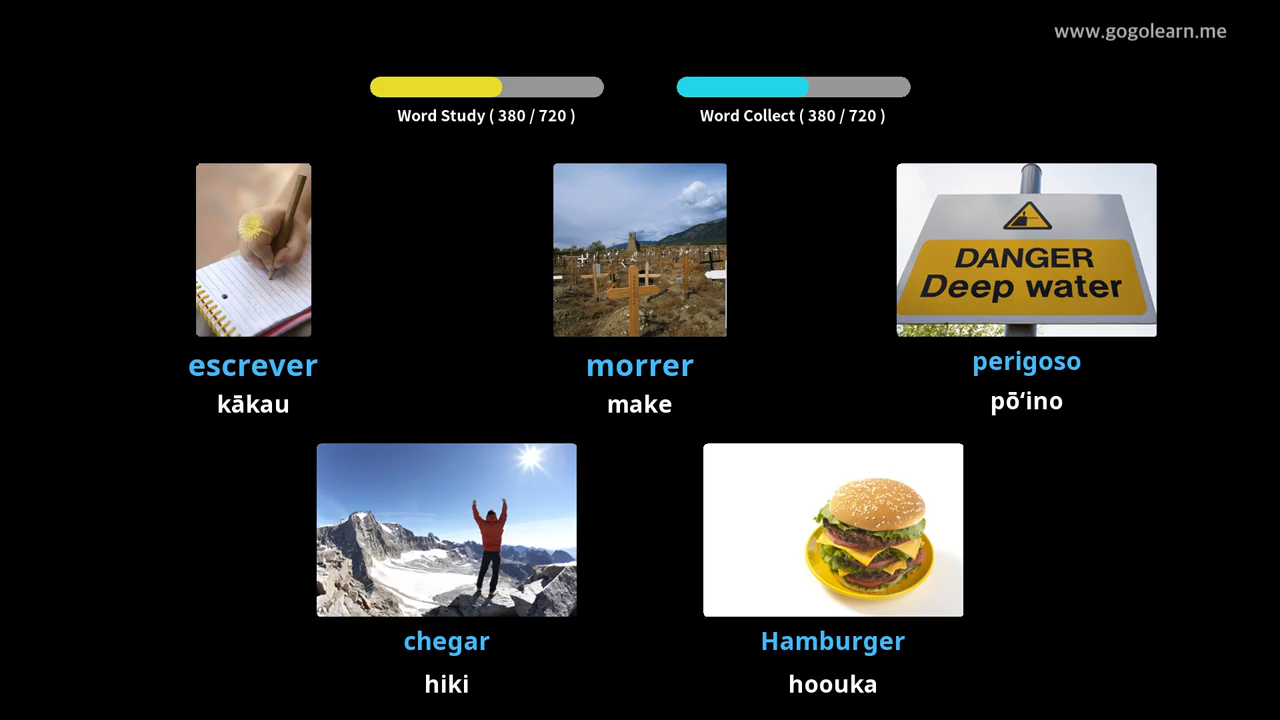 www.gogolearn.me
Word Study ( 380 / 720 )
Word Collect ( 380 / 720 )
DANGER
Deep water
escrever
kākau
morrer
make
perigoso
pōʻino
chegar
hiki
Hamburger
hoouka